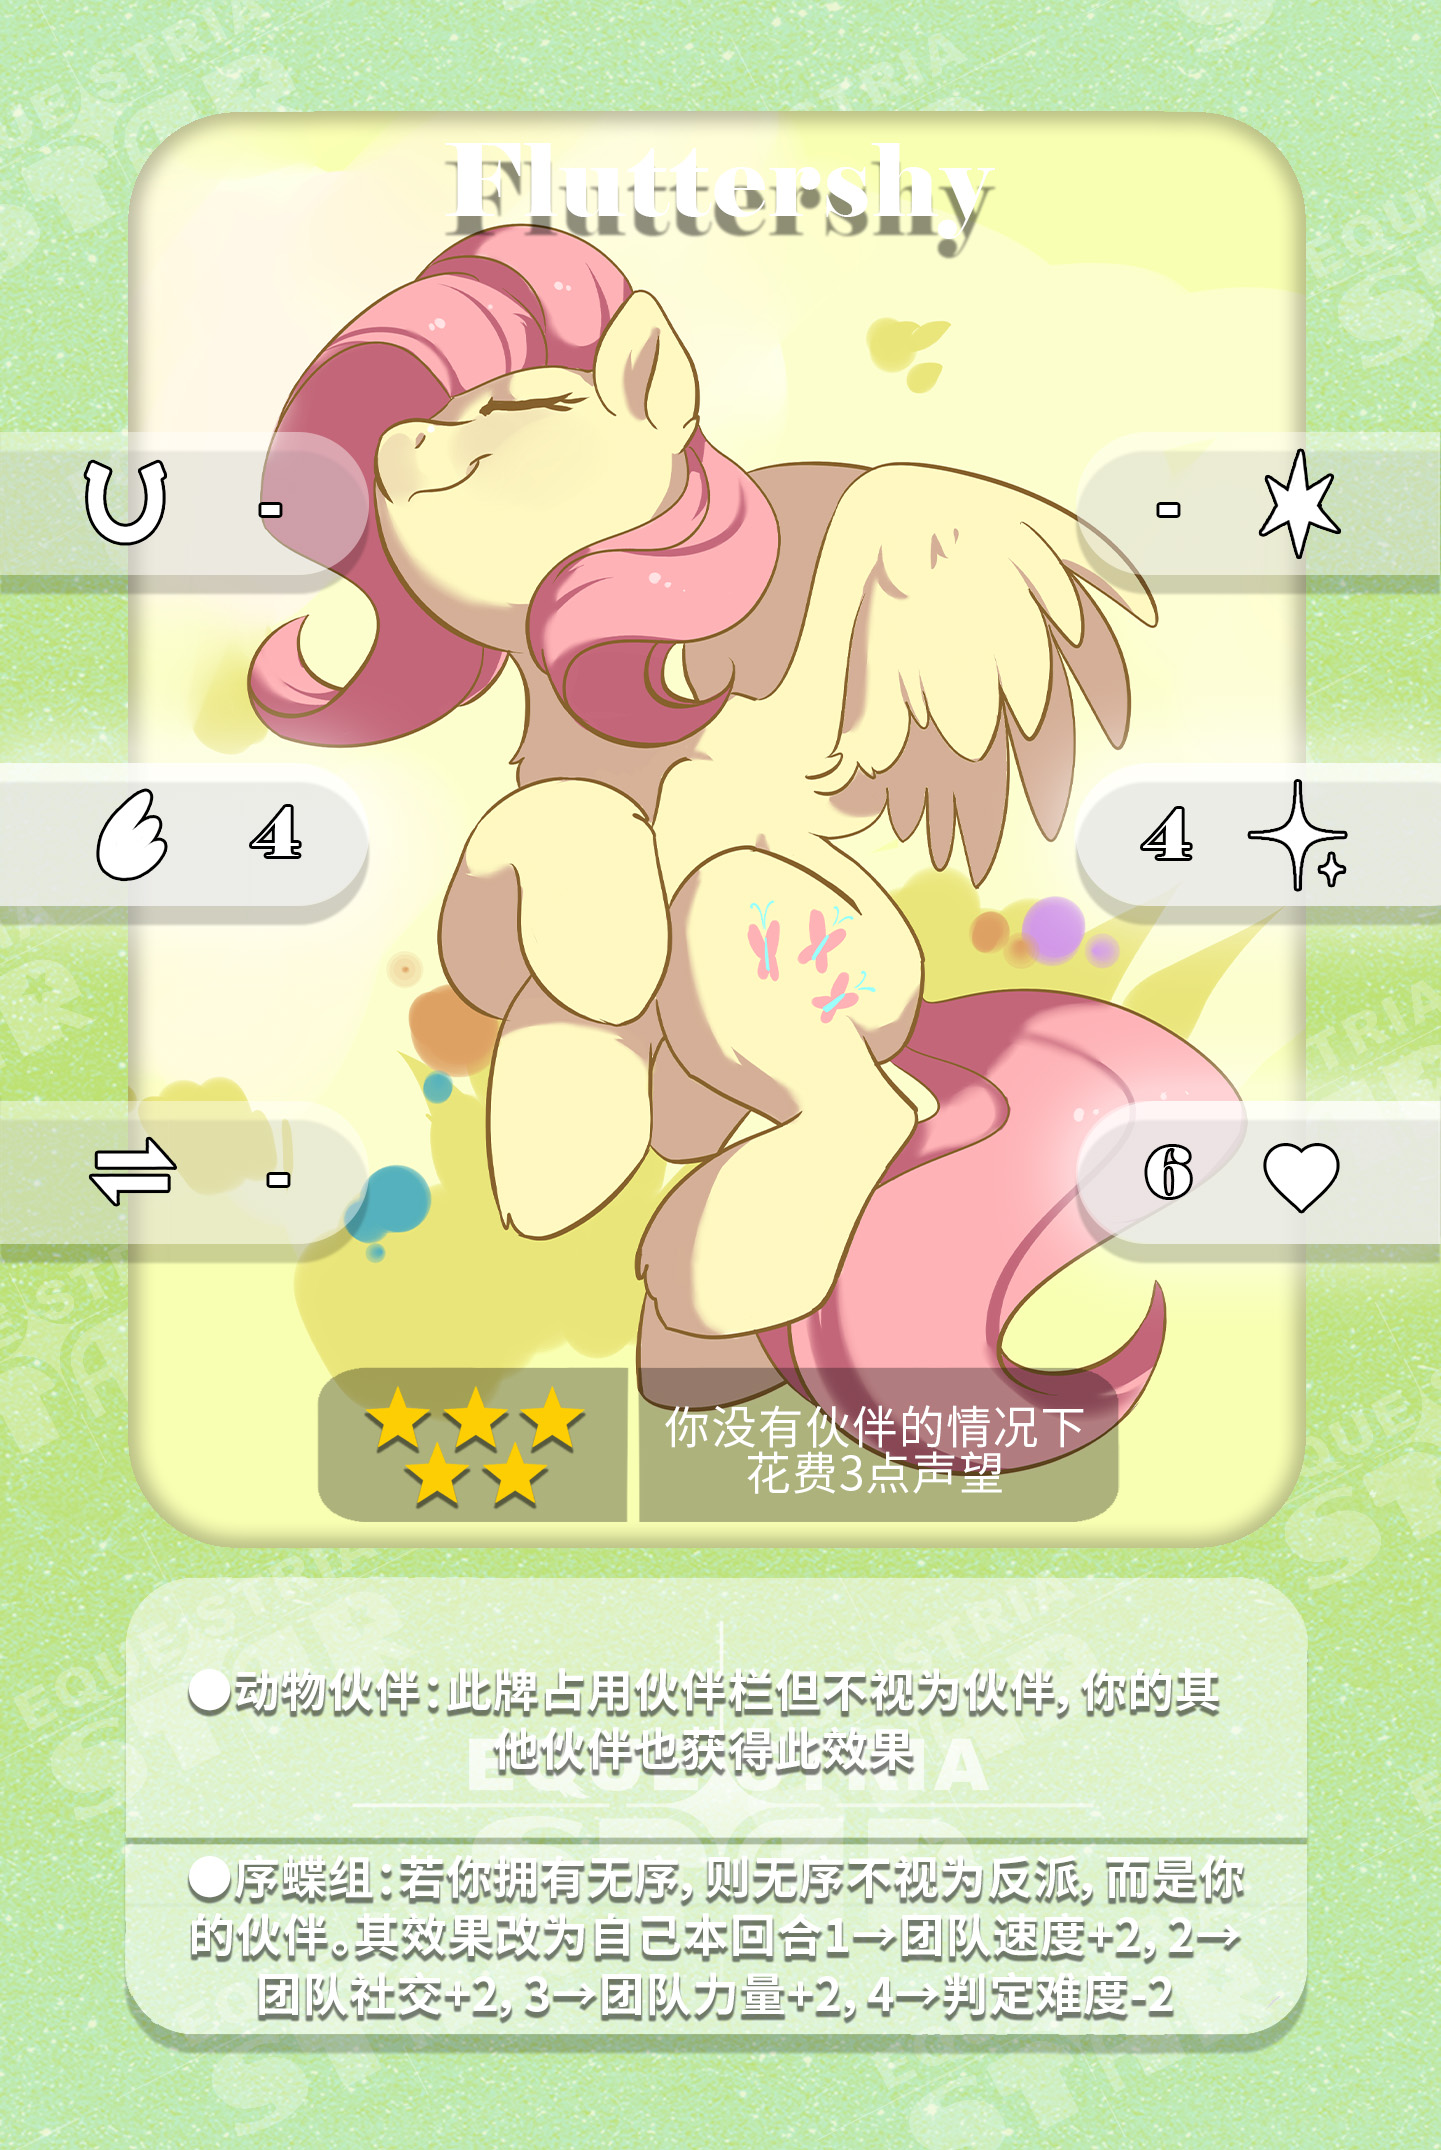 Fluttershy
-
-
4
4
-
6
你没有伙伴的情况下
花费3点声望
●动物伙伴：此牌占用伙伴栏但不视为伙伴，你的其
他伙伴也获得此效果
EQUESTRIA
●序蝶组：若你拥有无序，则无序不视为反派，而是你
的伙伴。其效果改为自己本回合1→团队速度+2，2→
团队社交+2，3→团队力量+2，4→判定难度-2